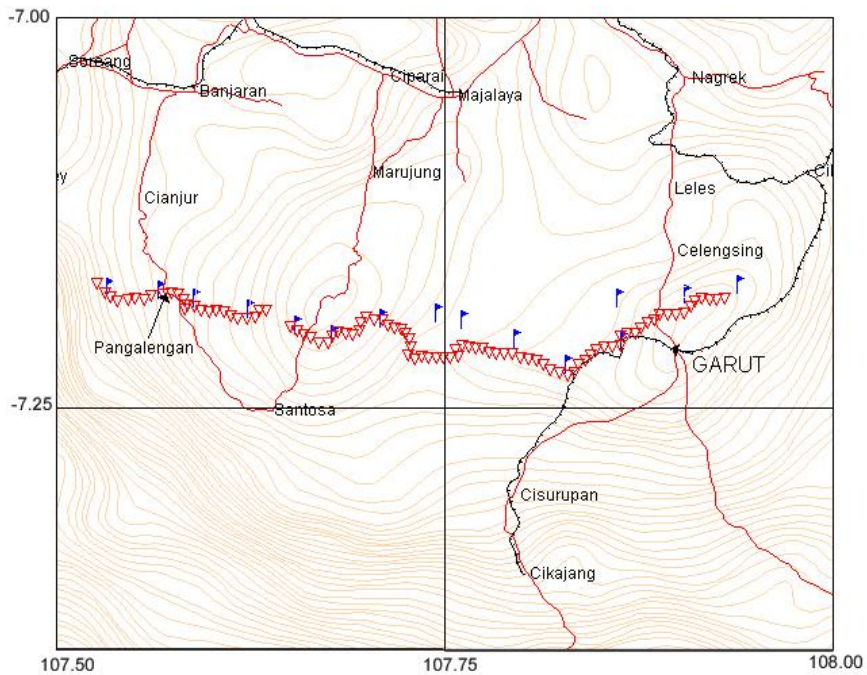 -7.00
Soreang
Ciparai
Nagrek
Banjaran
Majalaya
Marujung
Cianjur
Leles
Celengsing
Pangalengan
GARUT
-7.25
Santosa
Cisurupan
Cikajang
107.50
107.75
108.00